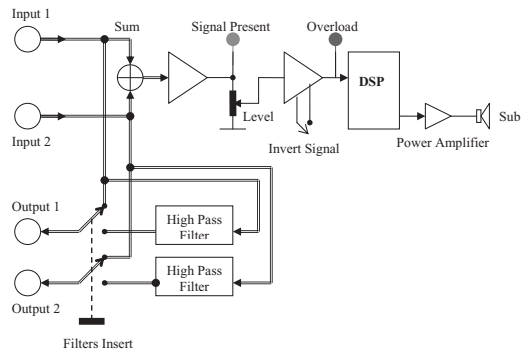 Input 1
Sum
Signal Present
Overload
DSP
Input 2
Level
Invert Signal
Sub
Power Amplifier
Output 1
High Pass
Filter
High Pass
Filter
Output 2
Filters Insert